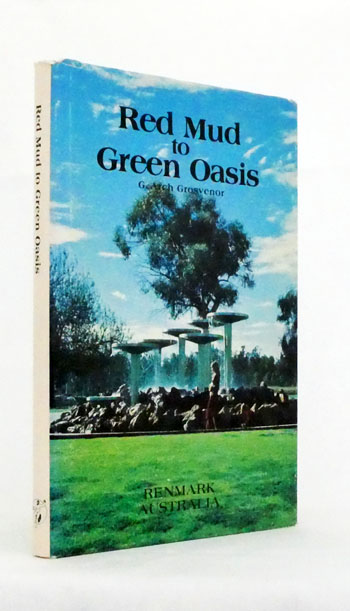 Red Mud to Green Oasis
Red Mud
to
Green Oasis
G. Arch Grosvenor
RENMARK
AUSTRALIA